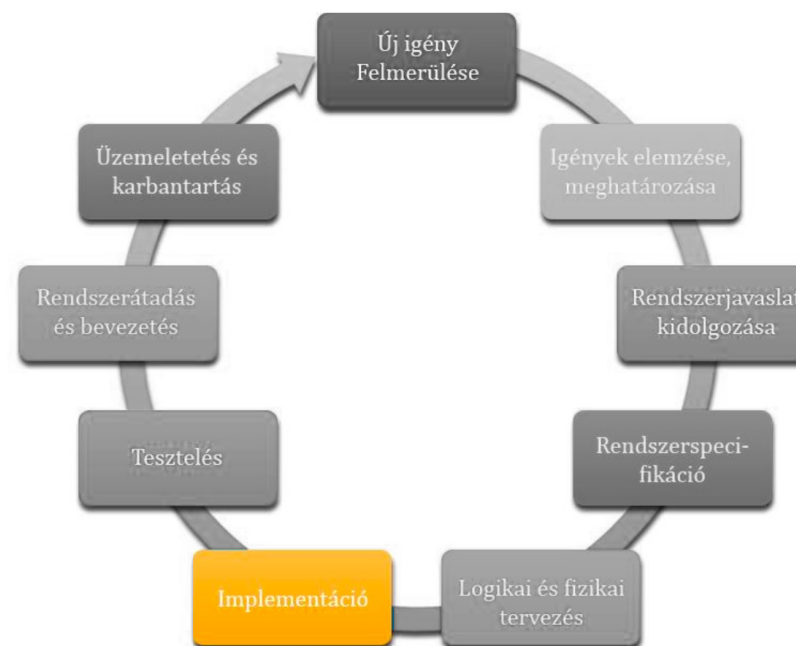 Új igény
Felmerülése
Igények elemzése,
meghatározása
Rendszerjavaslat
kidolgozása
Rendszerspeci-
fikáció
Logikai és fizikai
tervezés
Implementáció
Tesztelés
Rendszerátadás
és bevezetés
Üzemeletetés és
karbantartás